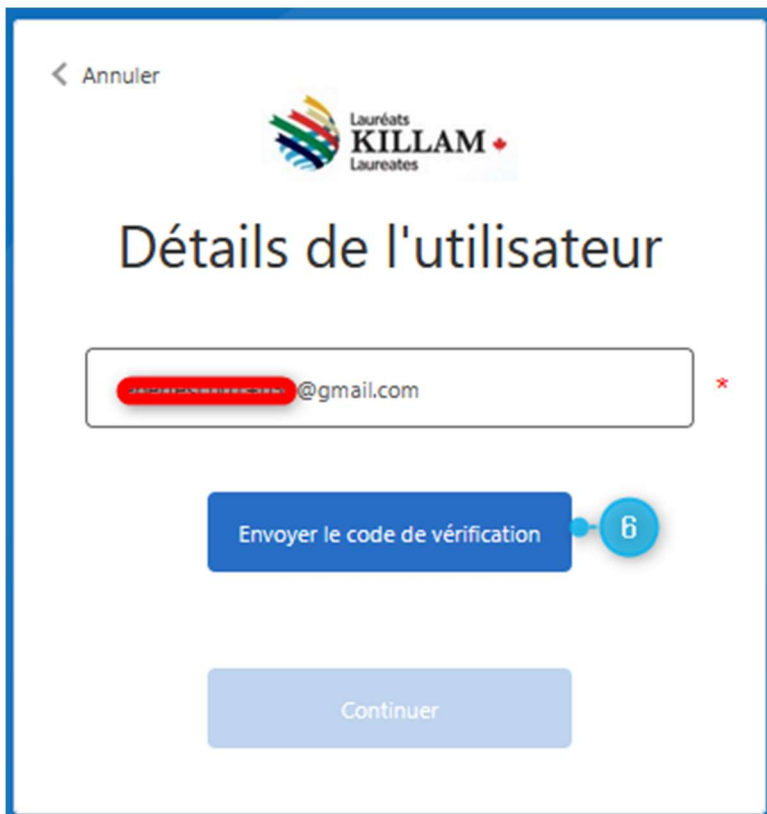 Annuler
Lauréats
KILLAM
Laureates
Détails de l'utilisateur
@gmail.com *
Envoyer le code de vérification 6
Continuer